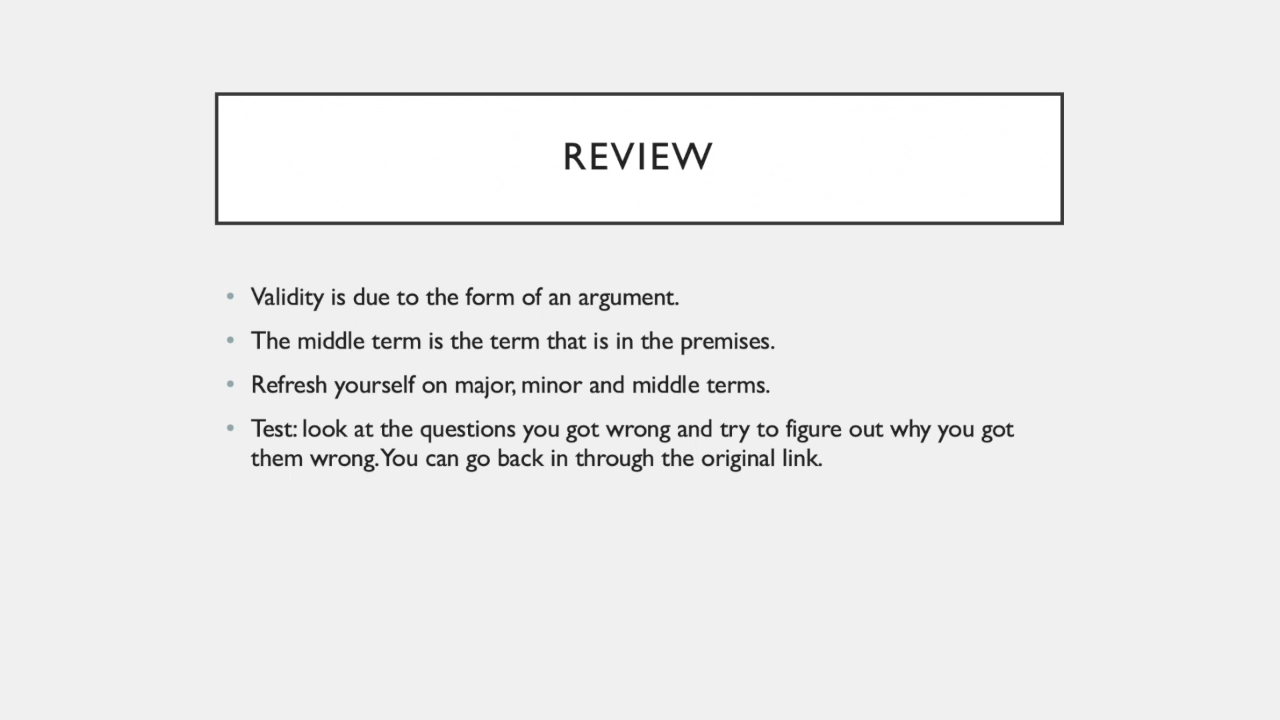 REVIEW
• Validity is due to the form of an argument.
• The middle term is the term that is in the premises.
• Refresh yourself on major, minor and middle terms.
• Test: look at the questions you got wrong and try to figure out why you got
them wrong. You can go back in through the original link.